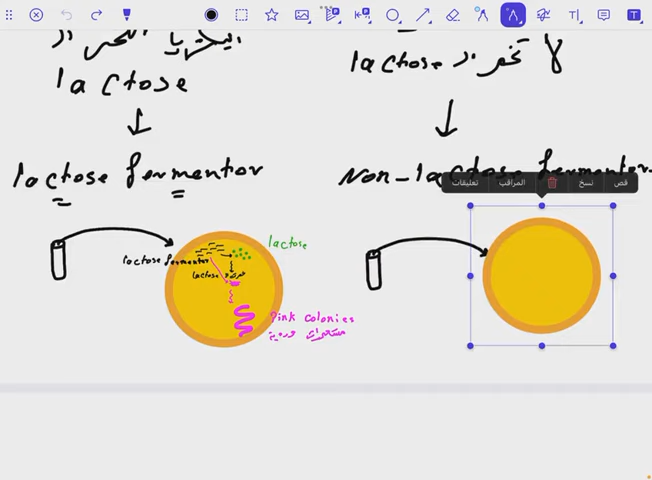 lactose
لا تخمر lactose
lactose fermentor
Non-lactose fermentor
تعليقات المراقب نسخ قص
lactose
lactose fermentor
lactose
Pink colonies
مستعمرات وردية